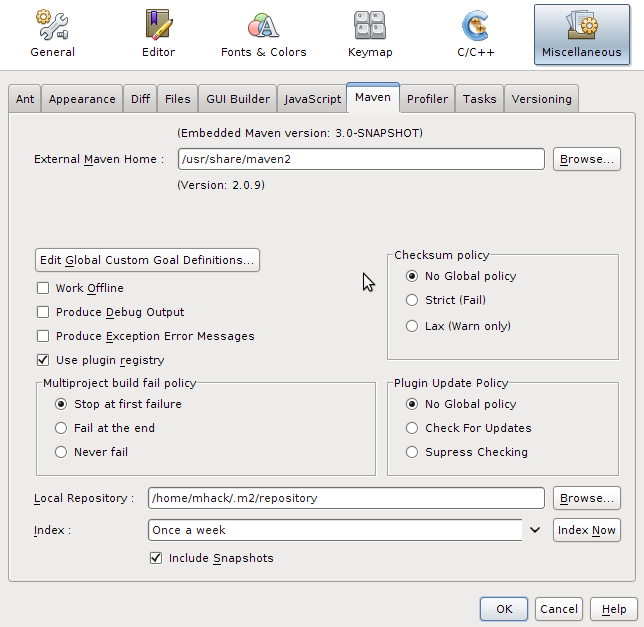 General Editor Fonts & Colors Keymap C/C++ Miscellaneous
Ant Appearance Diff Files GUI Builder JavaScript Maven Profiler Tasks Versioning
(Embedded Maven version: 3.0-SNAPSHOT)
External Maven Home : /usr/share/maven2 Browse...
(Version: 2.0.9)
Edit Global Custom Goal Definitions...
Work Offline
Produce Debug Output
Produce Exception Error Messages
Use plugin registry
Checksum policy
No Global policy
Strict (Fail)
Lax (Warn only)
Multiproject build fail policy
Stop at first failure
Fail at the end
Never fail
Plugin Update Policy
No Global policy
Check For Updates
Supress Checking
Local Repository : /home/mhack/.m2/repository Browse...
Index : Once a week Index Now
Include Snapshots
OK Cancel Help